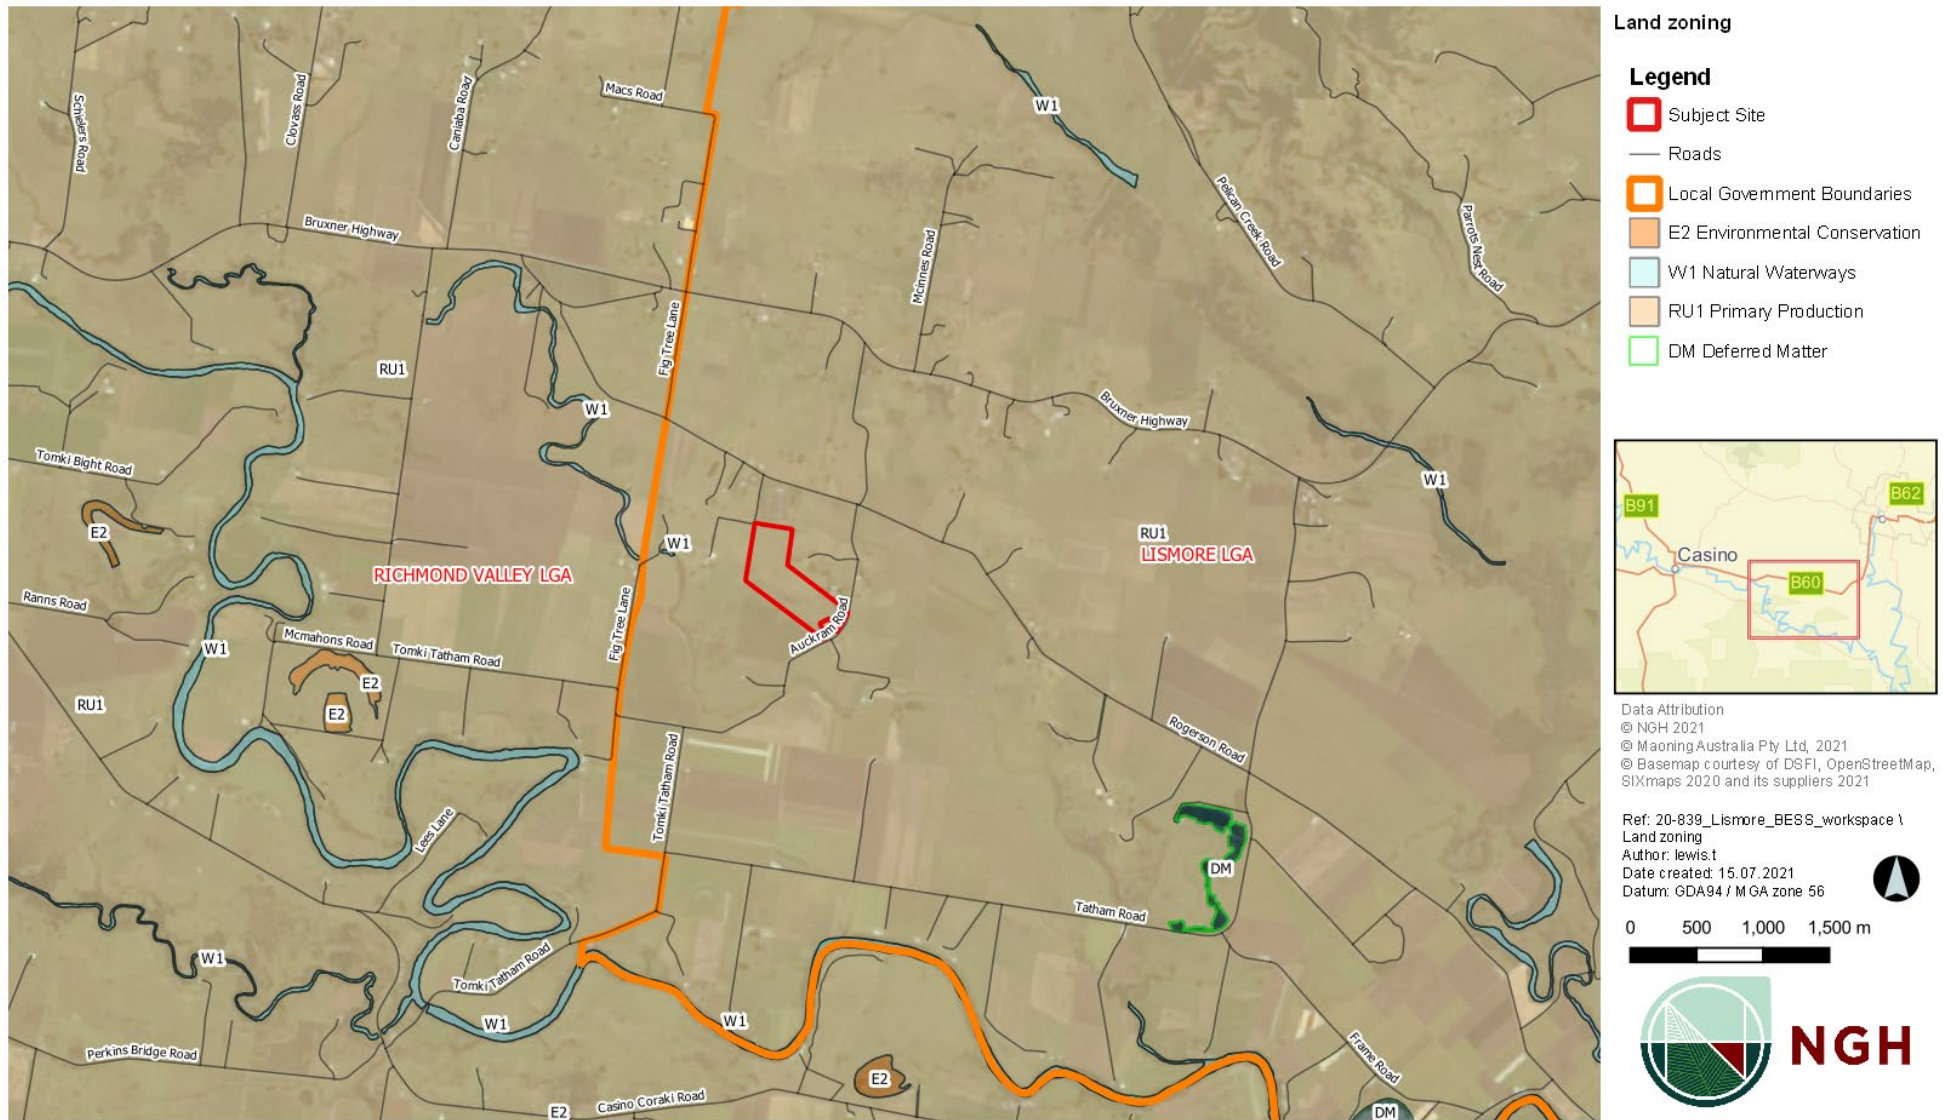 Land zoning
Legend
Subject Site
Roads
Local Government Boundaries
E2 Environmental Conservation
W1 Natural Waterways
RU1 Primary Production
DM Deferred Matter
B91
B62
Casino
B60
Data Attribution
© NGH 2021
© Maoning Australia Pty Ltd, 2021
© Basemap courtesy of DSFI, OpenStreetMap,
SIXmaps 2020 and its suppliers 2021
Ref: 20-839_Lismore_BESS_workspace \
Land zoning
Author: lewis.t
Date created: 15.07.2021
Datum: GDA94 / MGA zone 56
0 500 1,000 1,500 m
NGH
Schielers Road
Clovass Road
Caniaba Road
Macs Road
W1
Pelican Creek Road
Parrots Nest Road
Bruxner Highway
Mcinnes Road
Fig Tree Lane
RU1
W1
Bruxner Highway
Tomki Bight Road
W1
E2
W1
RU1
LISMORE LGA
RICHMOND VALLEY LGA
Ranns Road
Fig Tree Lane
Auckram Road
Mcmahons Road
Tomki Tatham Road
W1
E2
E2
RU1
Rogerson Road
Tomki Tatham Road
Lees Lane
DM
Tatham Road
W1
Tomki Tatham Road
W1
W1
Perkins Bridge Road
Frame Road
E2
Casino Coraki Road
E2
DM